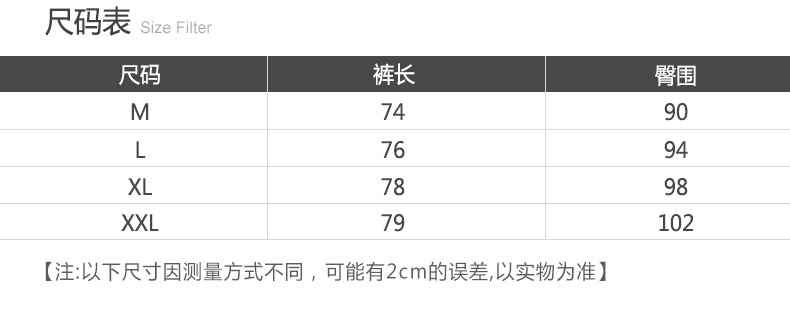 尺码表 Size Filter
尺码 裤长 臀围
M 74 90
L 76 94
XL 78 98
XXL 79 102
【注:以下尺寸因测量方式不同，可能有2cm的误差,以实物为准】